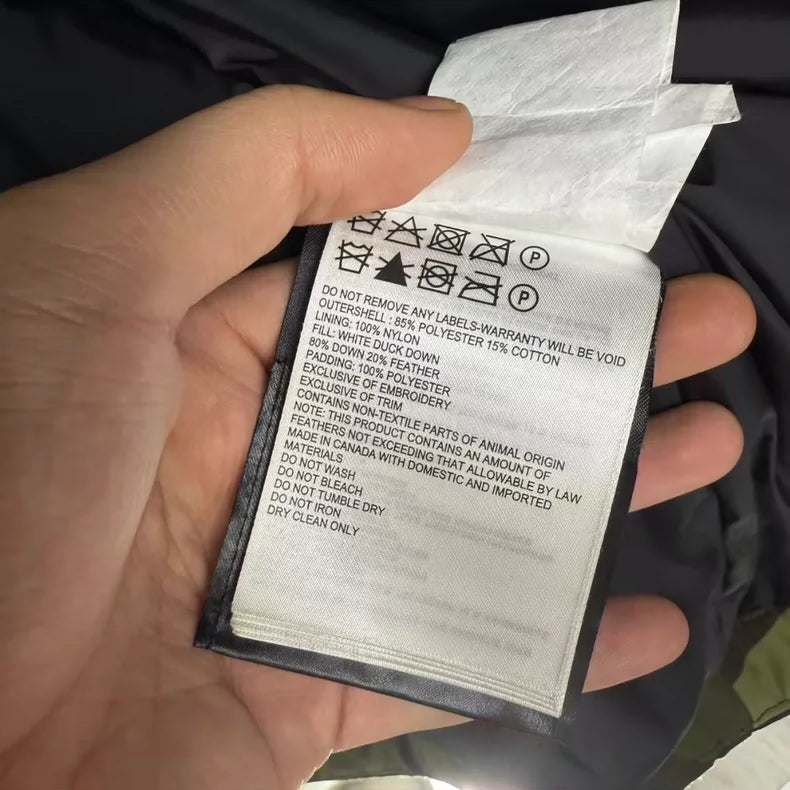 P
P
DO NOT REMOVE ANY LABELS-WARRANTY WILL BE VOID
OUTERSHELL : 85% POLYESTER 15% COTTON
LINING: 100% NYLON
FILL: WHITE DUCK DOWN
80% DOWN 20% FEATHER
PADDING: 100% POLYESTER
EXCLUSIVE OF EMBROIDERY
EXCLUSIVE OF TRIM
CONTAINS NON-TEXTILE PARTS OF ANIMAL ORIGIN
NOTE: THIS PRODUCT CONTAINS AN AMOUNT OF
FEATHERS NOT EXCEEDING THAT ALLOWABLE BY LAW
MADE IN CANADA WITH DOMESTIC AND IMPORTED
MATERIALS
DO NOT WASH
DO NOT BLEACH
DO NOT TUMBLE DRY
DO NOT IRON
DRY CLEAN ONLY